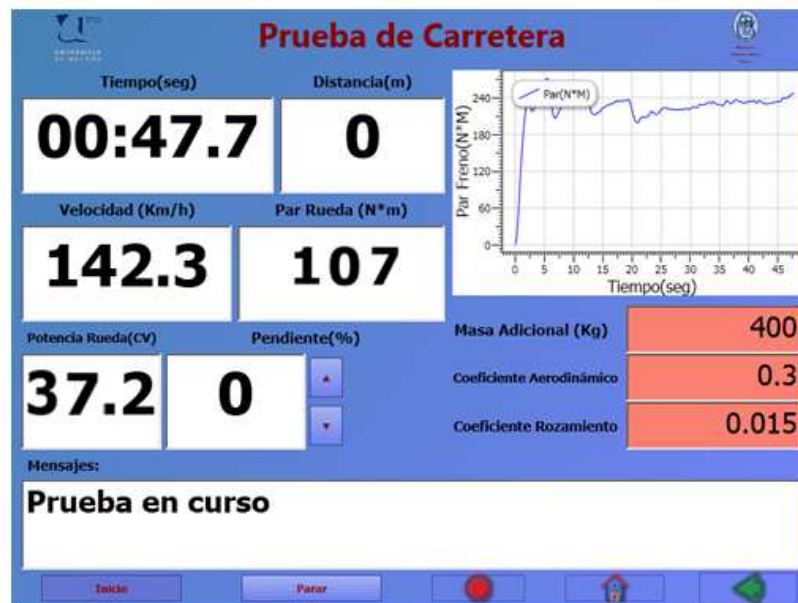 Prueba de Carretera
Tiempo(seg)
Distancia(m)
00:47.7
0
Velocidad (Km/h)
Par Rueda (N*m)
142.3
107
Potencia Rueda(CV)
Pendiente(%)
37.2
0
Par(N*M)
Par Freno(N*M)
240
180
120
60
0
0 5 10 15 20 25 30 35 40 45
Tiempo(seg)
Masa Adicional (Kg)
400
Coeficiente Aerodinámico
0.3
Coeficiente Rozamiento
0.015
Mensajes:
Prueba en curso
Inicio
Parar